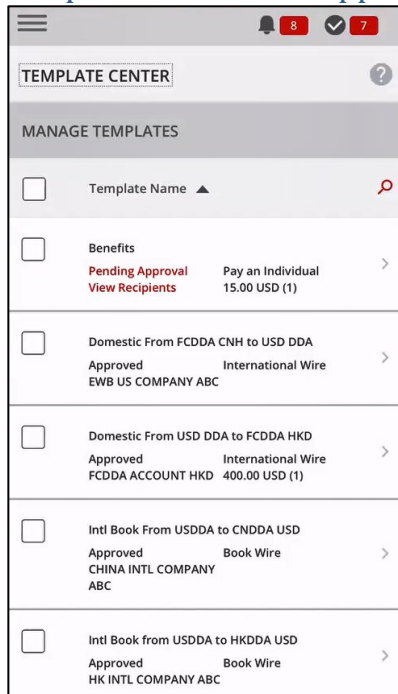 8 7
TEMPLATE CENTER ?
MANAGE TEMPLATES
Template Name
Benefits
Pending Approval Pay an Individual
View Recipients 15.00 USD (1)
Domestic From FCDDA CNH to USD DDA
Approved International Wire
EWB US COMPANY ABC
Domestic From USD DDA to FCDDA HKD
Approved International Wire
FCDDA ACCOUNT HKD 400.00 USD (1)
Intl Book From USDDA to CNDDA USD
Approved Book Wire
CHINA INTL COMPANY
ABC
Intl Book from USDDA to HKDDA USD
Approved Book Wire
HK INTL COMPANY ABC